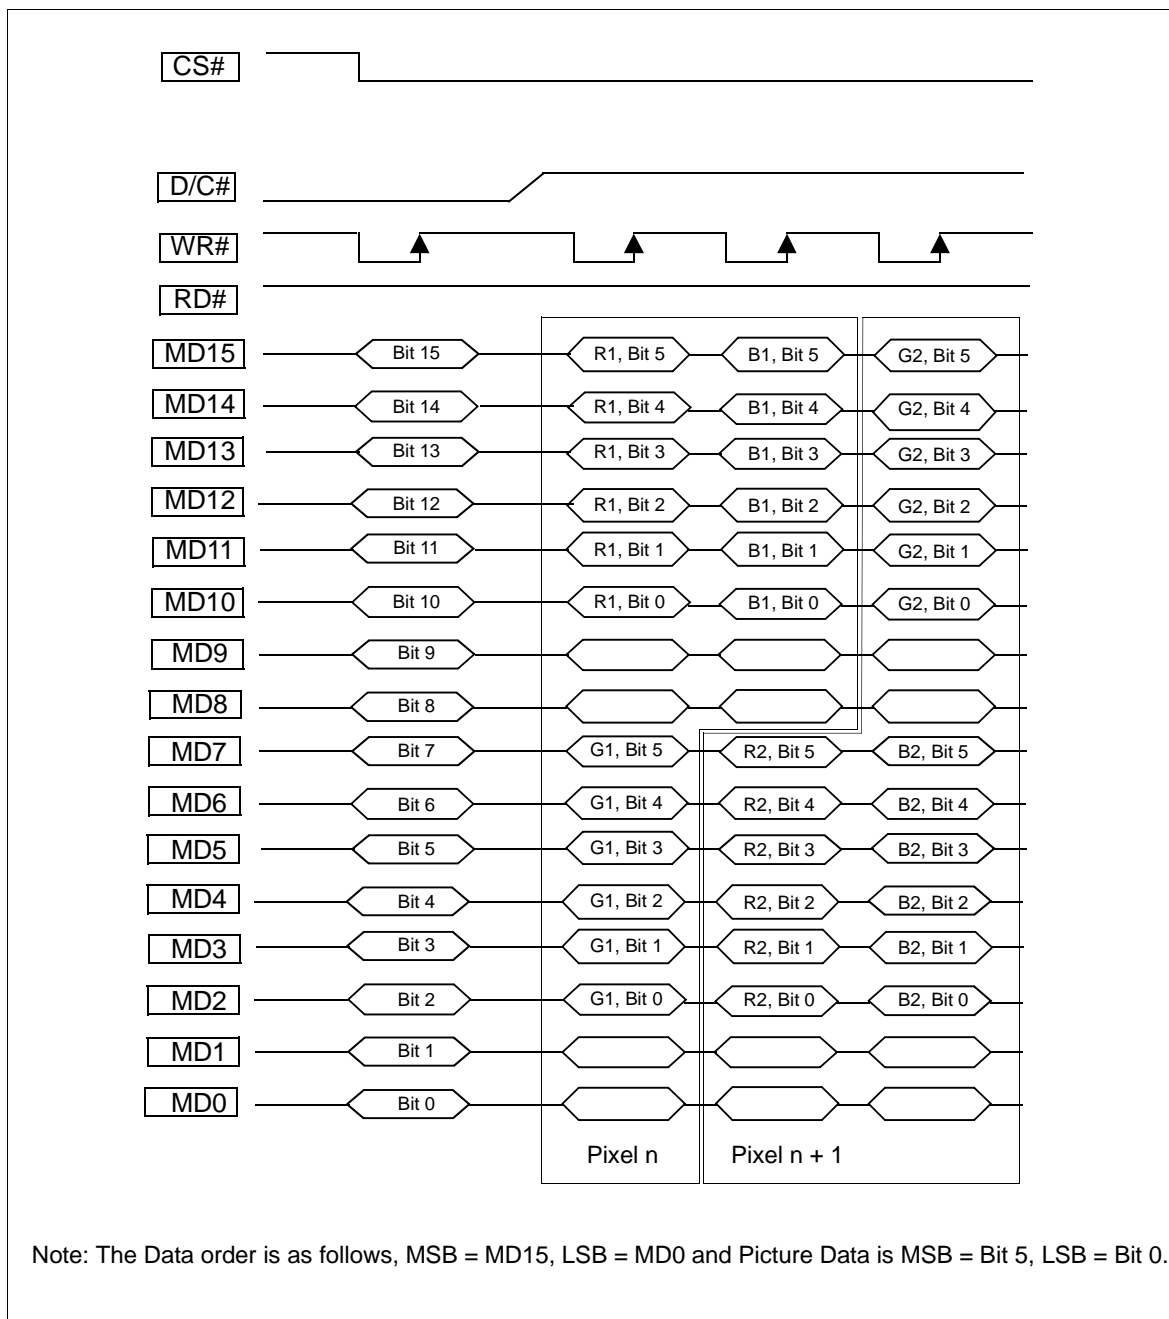 CS#
D/C#
WR#
RD#
MD15 Bit 15 R1, Bit 5 B1, Bit 5 G2, Bit 5
MD14 Bit 14 R1, Bit 4 B1, Bit 4 G2, Bit 4
MD13 Bit 13 R1, Bit 3 B1, Bit 3 G2, Bit 3
MD12 Bit 12 R1, Bit 2 B1, Bit 2 G2, Bit 2
MD11 Bit 11 R1, Bit 1 B1, Bit 1 G2, Bit 1
MD10 Bit 10 R1, Bit 0 B1, Bit 0 G2, Bit 0
MD9 Bit 9
MD8 Bit 8
MD7 Bit 7 G1, Bit 5 R2, Bit 5 B2, Bit 5
MD6 Bit 6 G1, Bit 4 R2, Bit 4 B2, Bit 4
MD5 Bit 5 G1, Bit 3 R2, Bit 3 B2, Bit 3
MD4 Bit 4 G1, Bit 2 R2, Bit 2 B2, Bit 2
MD3 Bit 3 G1, Bit 1 R2, Bit 1 B2, Bit 1
MD2 Bit 2 G1, Bit 0 R2, Bit 0 B2, Bit 0
MD1 Bit 1
MD0 Bit 0
Pixel n Pixel n + 1
Note: The Data order is as follows, MSB = MD15, LSB = MD0 and Picture Data is MSB = Bit 5, LSB = Bit 0.